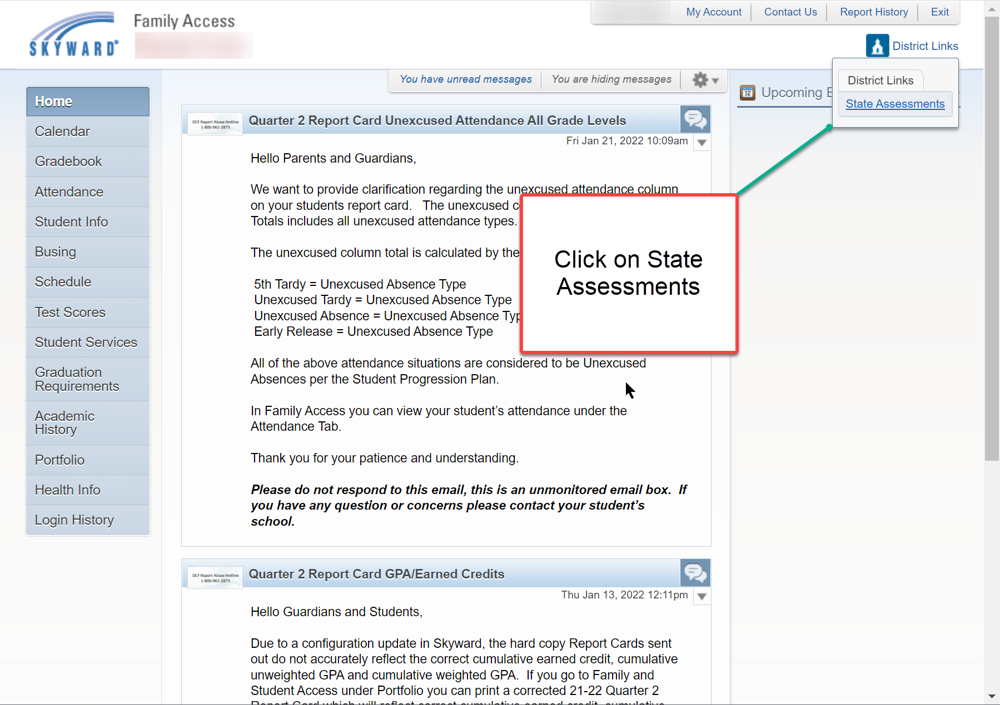 SKYWARD®
Family Access
My Account
Contact Us
Report History
Exit
District Links
District Links
State Assessments
You have unread messages
You are hiding messages
12
Upcoming
Home
Calendar
Gradebook
Attendance
Student Info
Busing
Schedule
Test Scores
Student Services
Graduation
Requirements
Academic
History
Portfolio
Health Info
Login History
DCF Report Abuse Hotline
1-800-962-2873
Quarter 2 Report Card Unexcused Attendance All Grade Levels
Fri Jan 21, 2022 10:09am
Hello Parents and Guardians,
We want to provide clarification regarding the unexcused attendance column
on your students report card.   The unexcused
Totals includes all unexcused attendance types.
The unexcused column total is calculated by the
5th Tardy = Unexcused Absence Type
Unexcused Tardy = Unexcused Absence Type
Unexcused Absence = Unexcused Absence Typ
Early Release = Unexcused Absence Type
Click on State
Assessments
All of the above attendance situations are considered to be Unexcused
Absences per the Student Progression Plan.
In Family Access you can view your student’s attendance under the
Attendance Tab.
Thank you for your patience and understanding.
Please do not respond to this email, this is an unmonitored email box.  If
you have any question or concerns please contact your student’s
school.
DCF Report Abuse Hotline
1-800-962-2873
Quarter 2 Report Card GPA/Earned Credits
Thu Jan 13, 2022 12:11pm
Hello Guardians and Students,
Due to a configuration update in Skyward, the hard copy Report Cards sent
out do not accurately reflect the correct cumulative earned credit, cumulative
unweighted GPA and cumulative weighted GPA.  If you go to Family and
Student Access under Portfolio you can print a corrected 21-22 Quarter 2
Report Card which will reflect correct cumulative earned credit, cumulative